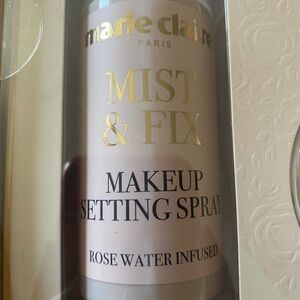 marie claire
PARIS
MIST
& FIX
MAKEUP
SETTING SPRAY
ROSE WATER INFUSED